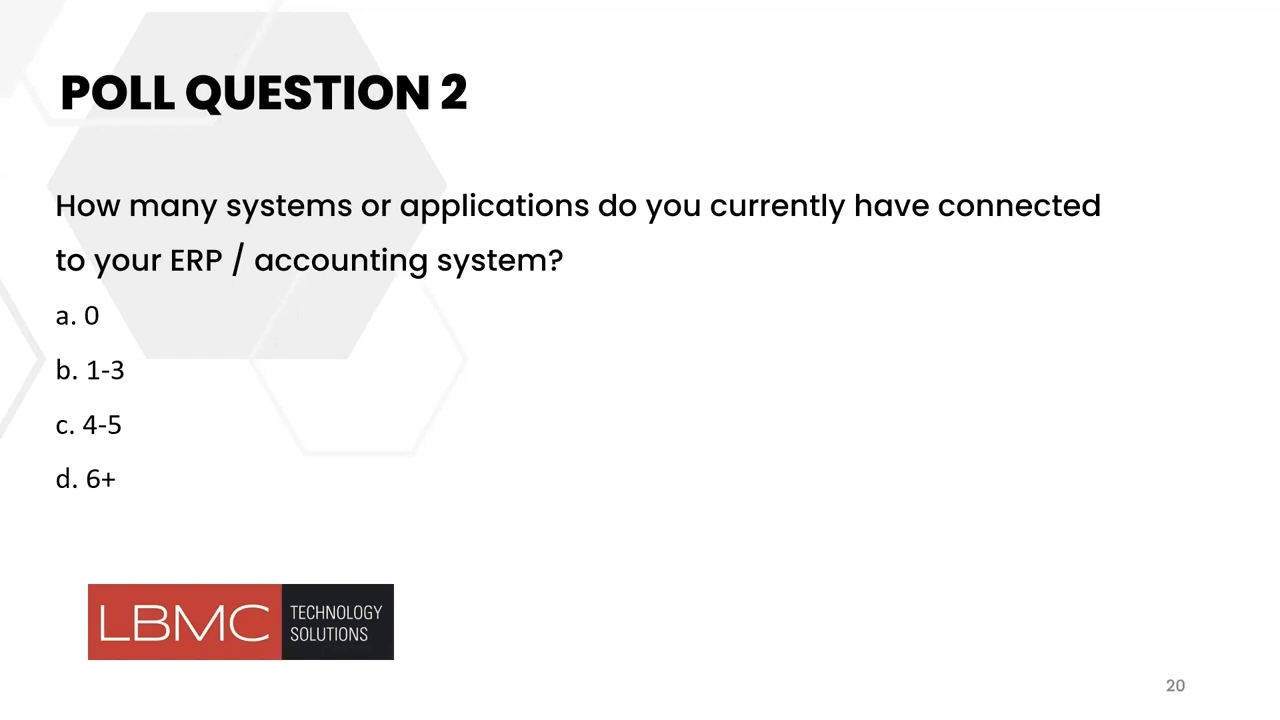 POLL QUESTION 2
How many systems or applications do you currently have connected
to your ERP / accounting system?
a. 0
b. 1-3
c. 4-5
d. 6+
LBMC TECHNOLOGY
SOLUTIONS
20